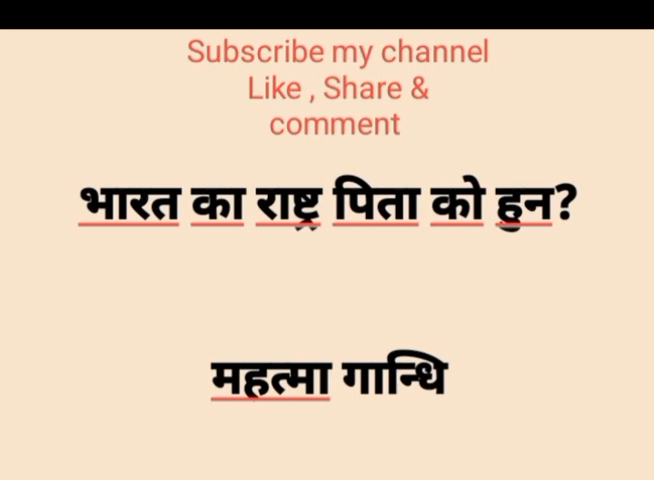 Subscribe my channel
Like , Share &
comment
भारत का राष्ट्र पिता को हुन?
महत्मा गान्धि